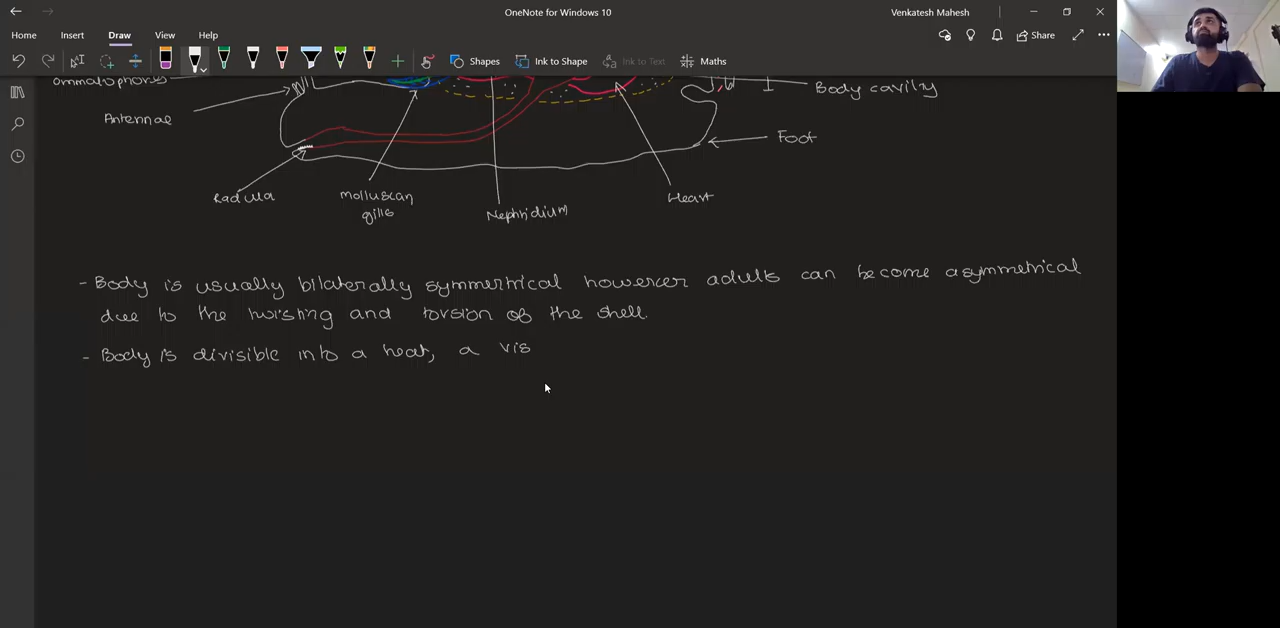 OneNote for Windows 10
Venkatesh Mahesh
Home Insert Draw View Help
Share
Shapes Ink to Shape Ink to Text Maths
ommatophores
Body cavity
Antennae
Foot
Radula
Molluscan
gills
Nephridium
Heart
- Body is usually bilaterally symmetrical however adults can become asymmetrical
due to the twisting and torsion of the shell.
- Body is divisible into a heat, a vis